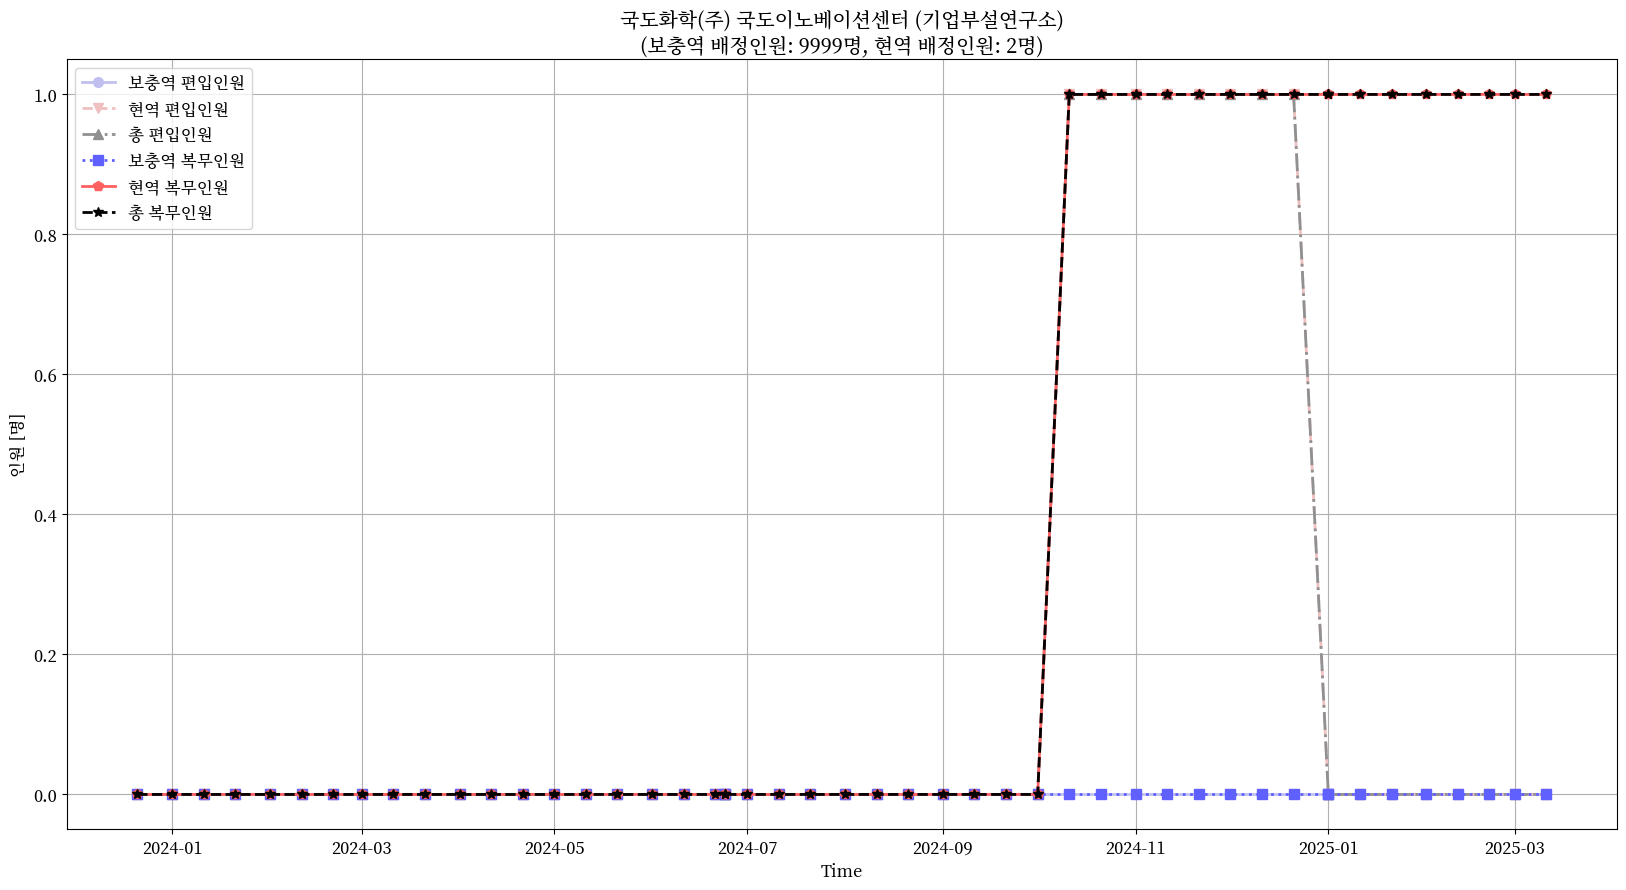 국도화학(주) 국도이노베이션센터 (기업부설연구소)
(보충역 배정인원: 9999명, 현역 배정인원: 2명)
보충역 편입인원
현역 편입인원
총 편입인원
보충역 복무인원
현역 복무인원
총 복무인원
1.0
0.8
0.6
0.4
0.2
0.0
인원 [명]
2024-01
2024-03
2024-05
2024-07
2024-09
2024-11
2025-01
2025-03
Time